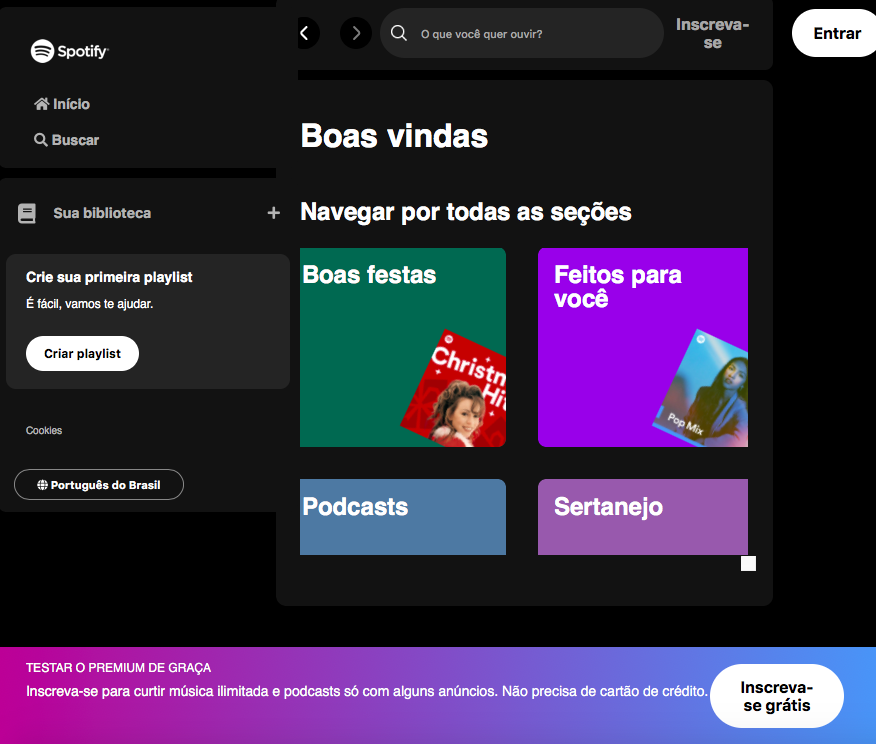 Spotify
Início
Buscar
Sua biblioteca
Crie sua primeira playlist
É fácil, vamos te ajudar.
Criar playlist
Cookies
Português do Brasil
O que você quer ouvir?
Inscreva-
se
Entrar
Boas vindas
Navegar por todas as seções
Boas festas
Christm
Hit
Feitos para
você
Pop Mix
Podcasts
Sertanejo
TESTAR O PREMIUM DE GRAÇA
Inscreva-se para curtir música ilimitada e podcasts só com alguns anúncios. Não precisa de cartão de crédito.
Inscreva-
se grátis